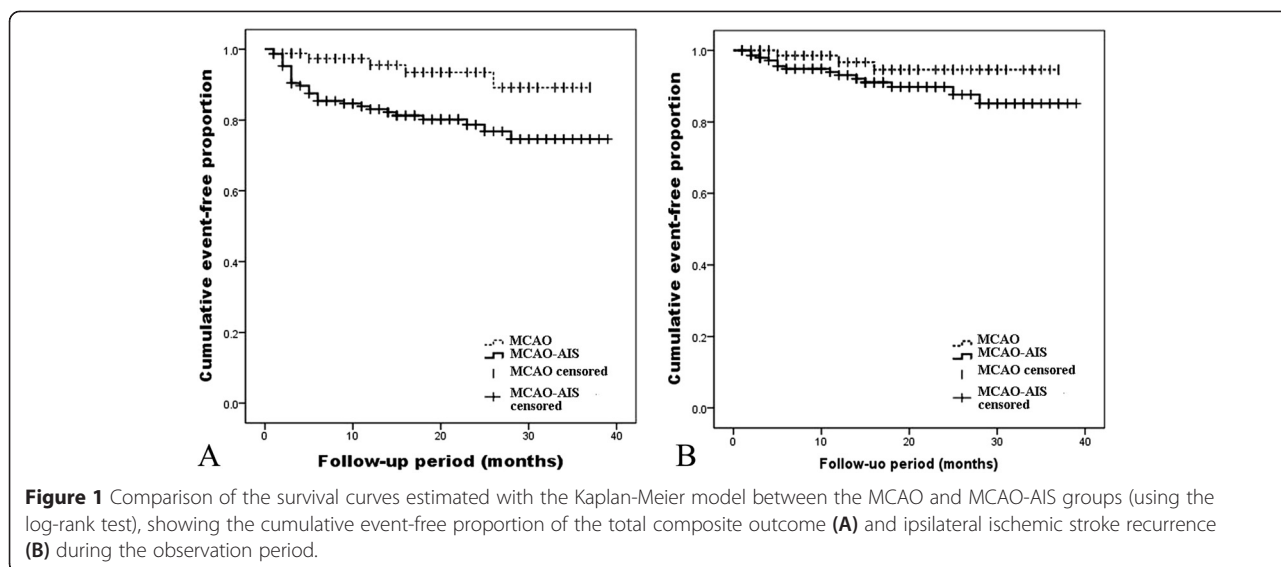 1.0
0.8
0.6
0.4
0.2
0.0
Cumulative event-free proportion
MCAO
MCAO-AIS
MCAO censored
MCAO-AIS
censored
0 10 20 30 40
Follow-up period (months)
A
1.0
0.8
0.6
0.4
0.2
0.0
Cumulative event-free proportion
MCAO
MCAO-AIS
MCAO censored
MCAO-AIS
censored
0 10 20 30 40
Follow-uo period (months)
B
Figure 1 Comparison of the survival curves estimated with the Kaplan-Meier model between the MCAO and MCAO-AIS groups (using the
log-rank test), showing the cumulative event-free proportion of the total composite outcome (A) and ipsilateral ischemic stroke recurrence
(B) during the observation period.